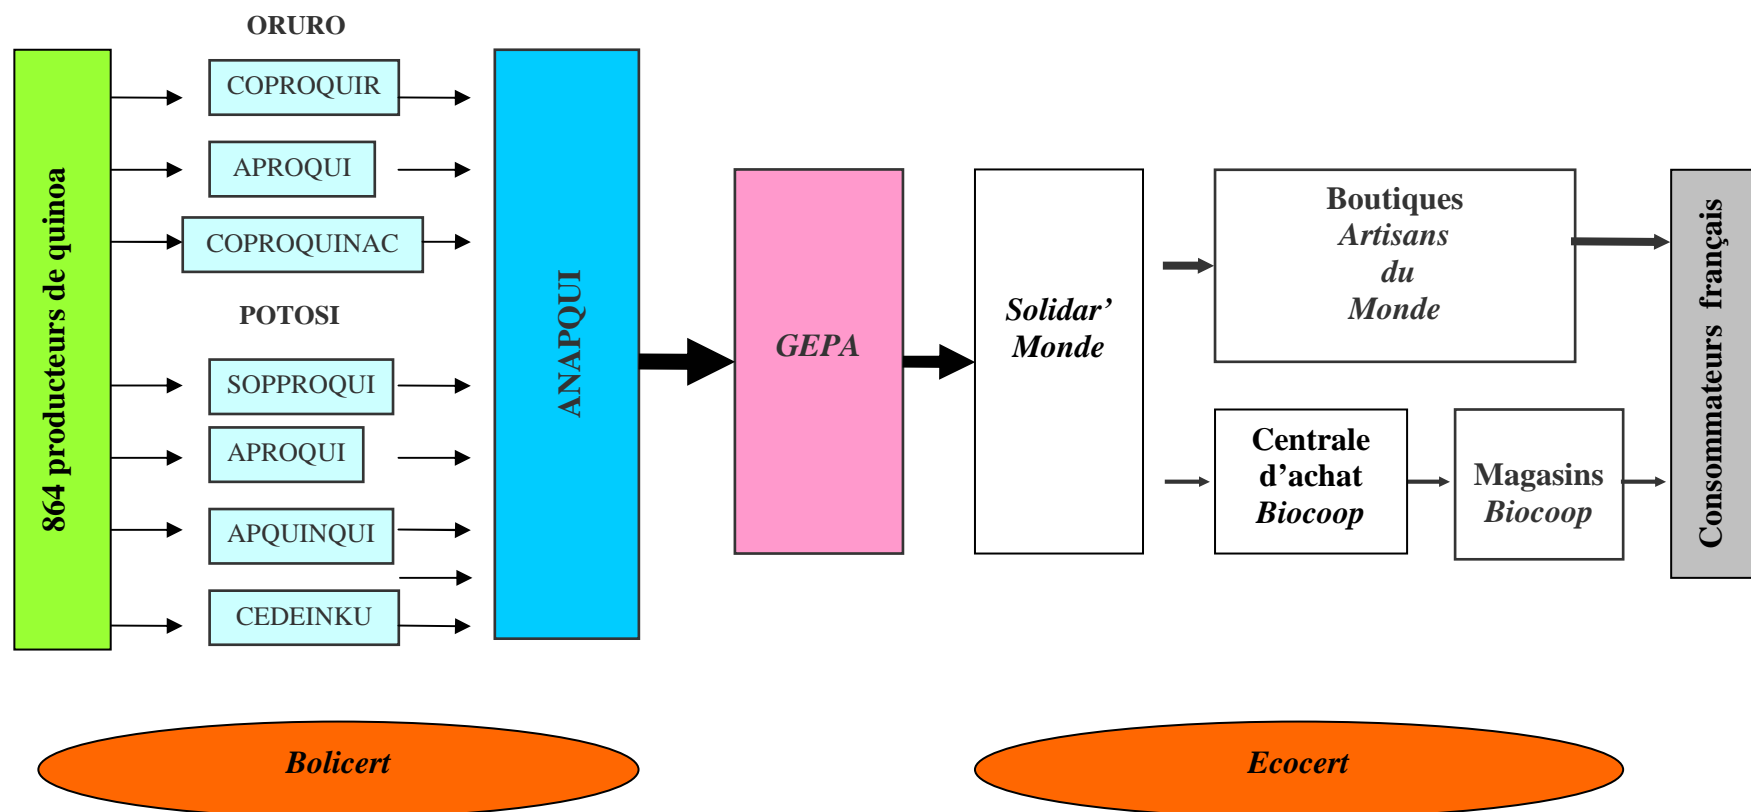 864 producteurs de quinoa
ORURO
COPROQUIR
APROQUI
COPROQUINAC
POTOSI
SOPPROQUI
APROQUI
APQUINQUI
CEDEINKU
ANAPQUI
GEPA
Solidar’
Monde
Boutiques
Artisans
du
Monde
Centrale
d’achat
Biocoop
Magasins
Biocoop
Consommateurs français
Bolicert
Ecocert